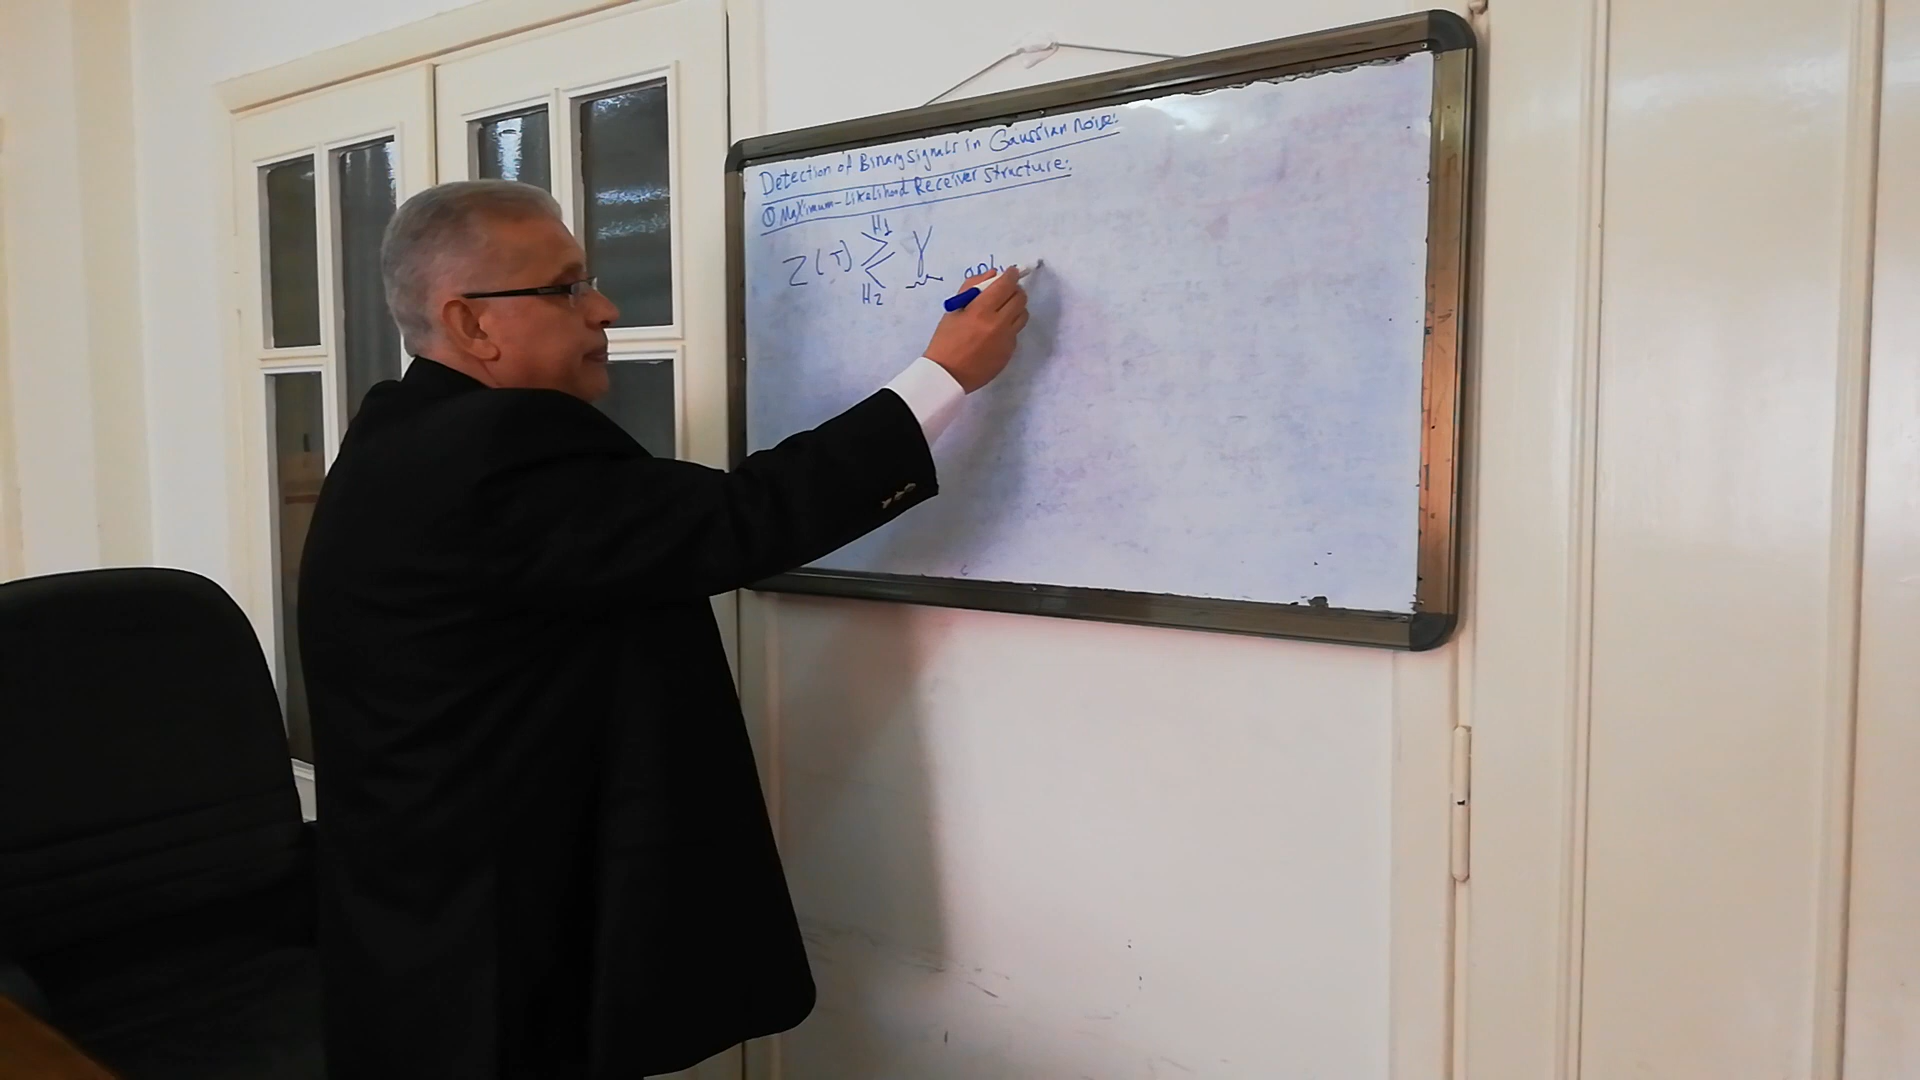 Detection of Binary signals in Gaussian Noise:
① Maximum-Likelihood Receiver structure:
H1
Z(T) ≷ γ
H2